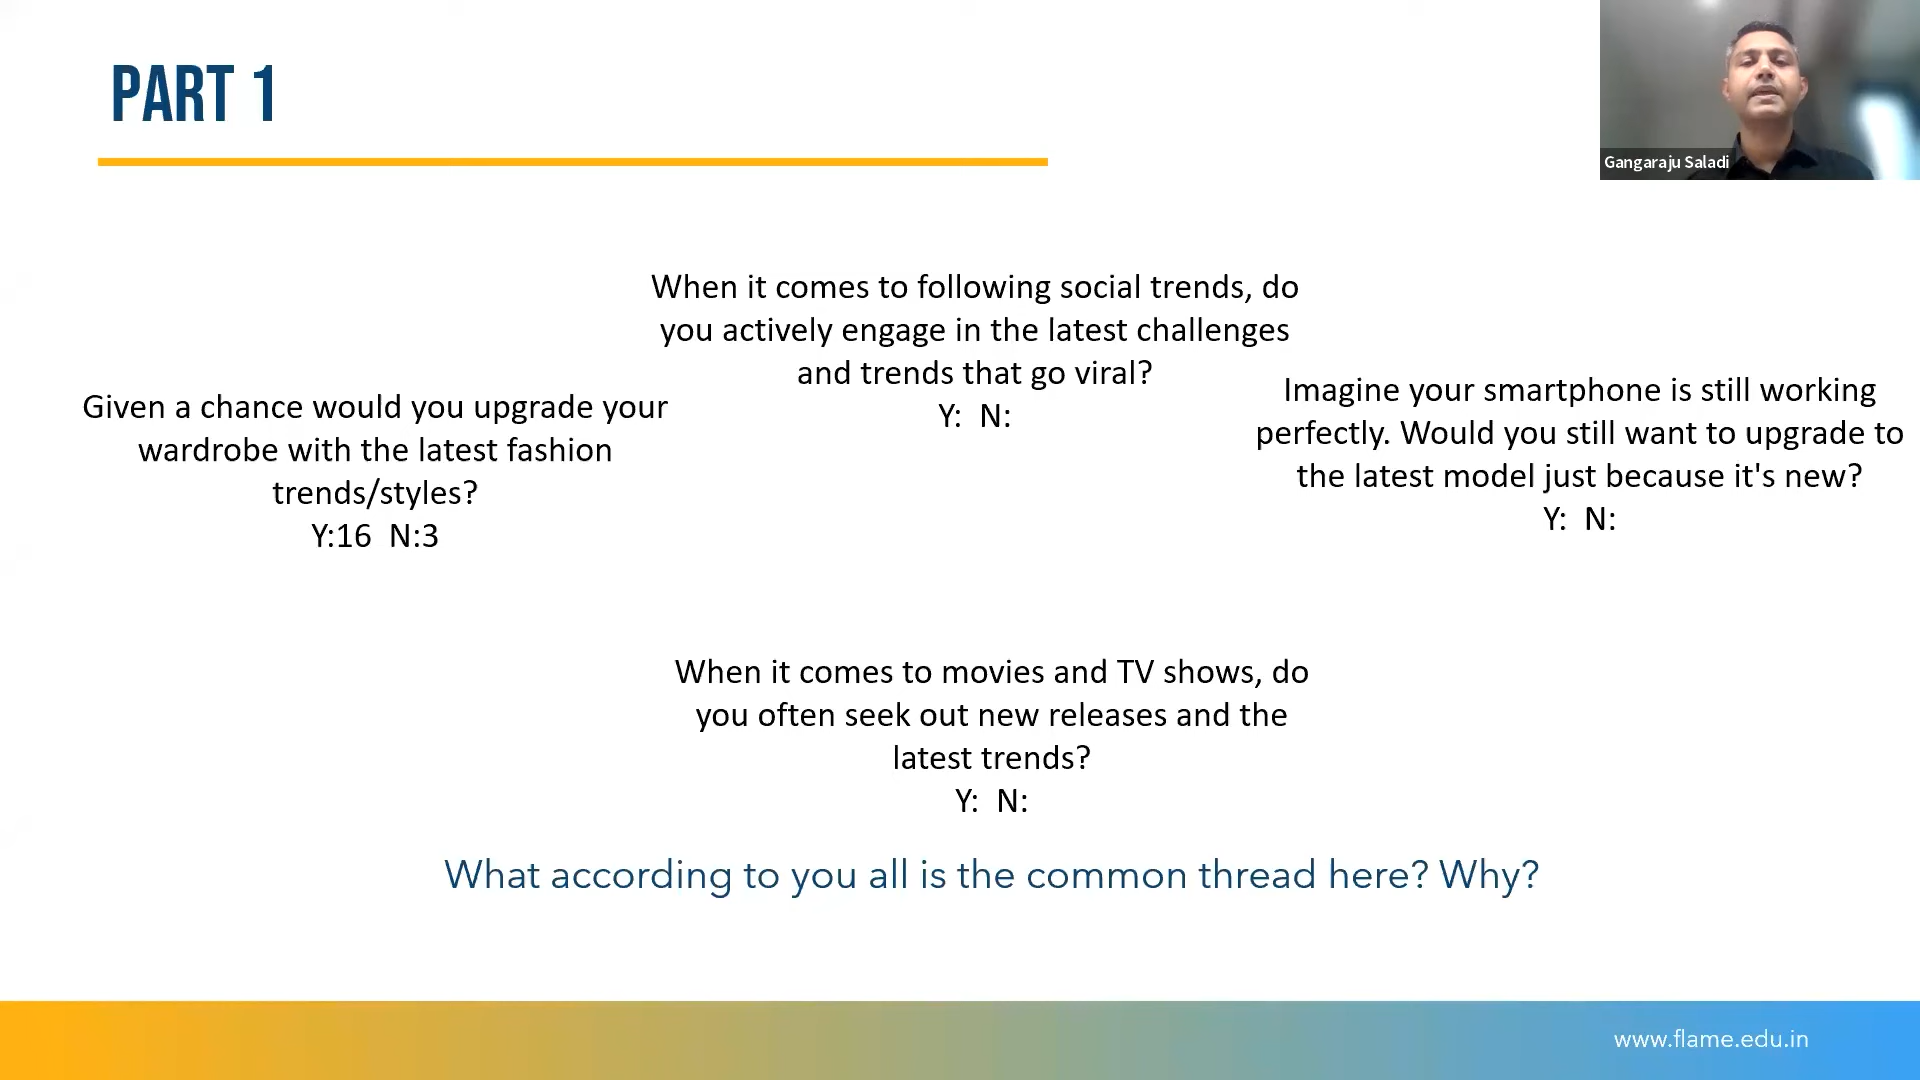 PART 1
Gangaraju Saladi
When it comes to following social trends, do
you actively engage in the latest challenges
and trends that go viral?
Y:  N:
Given a chance would you upgrade your
wardrobe with the latest fashion
trends/styles?
Y:16  N:3
Imagine your smartphone is still working
perfectly. Would you still want to upgrade to
the latest model just because it's new?
Y:  N:
When it comes to movies and TV shows, do
you often seek out new releases and the
latest trends?
Y:  N:
What according to you all is the common thread here? Why?
www.flame.edu.in